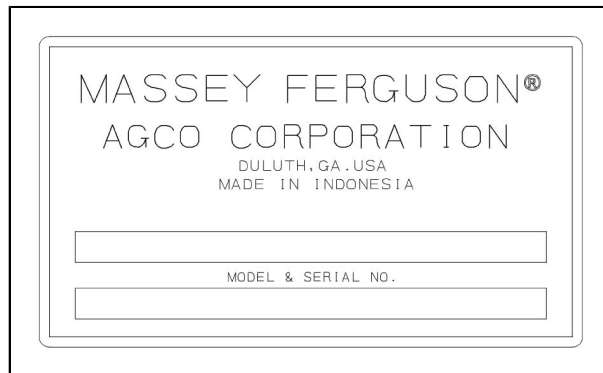 MASSEY FERGUSON®
AGCO CORPORATION
DULUTH,GA.USA
MADE IN INDONESIA
MODEL & SERIAL NO.